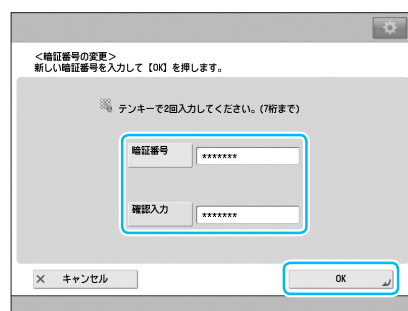 <暗証番号の変更>
新しい暗証番号を入力して【OK】を押します。
テンキーで2回入力してください。(7桁まで)
暗証番号 *******
確認入力 *******
× キャンセル OK